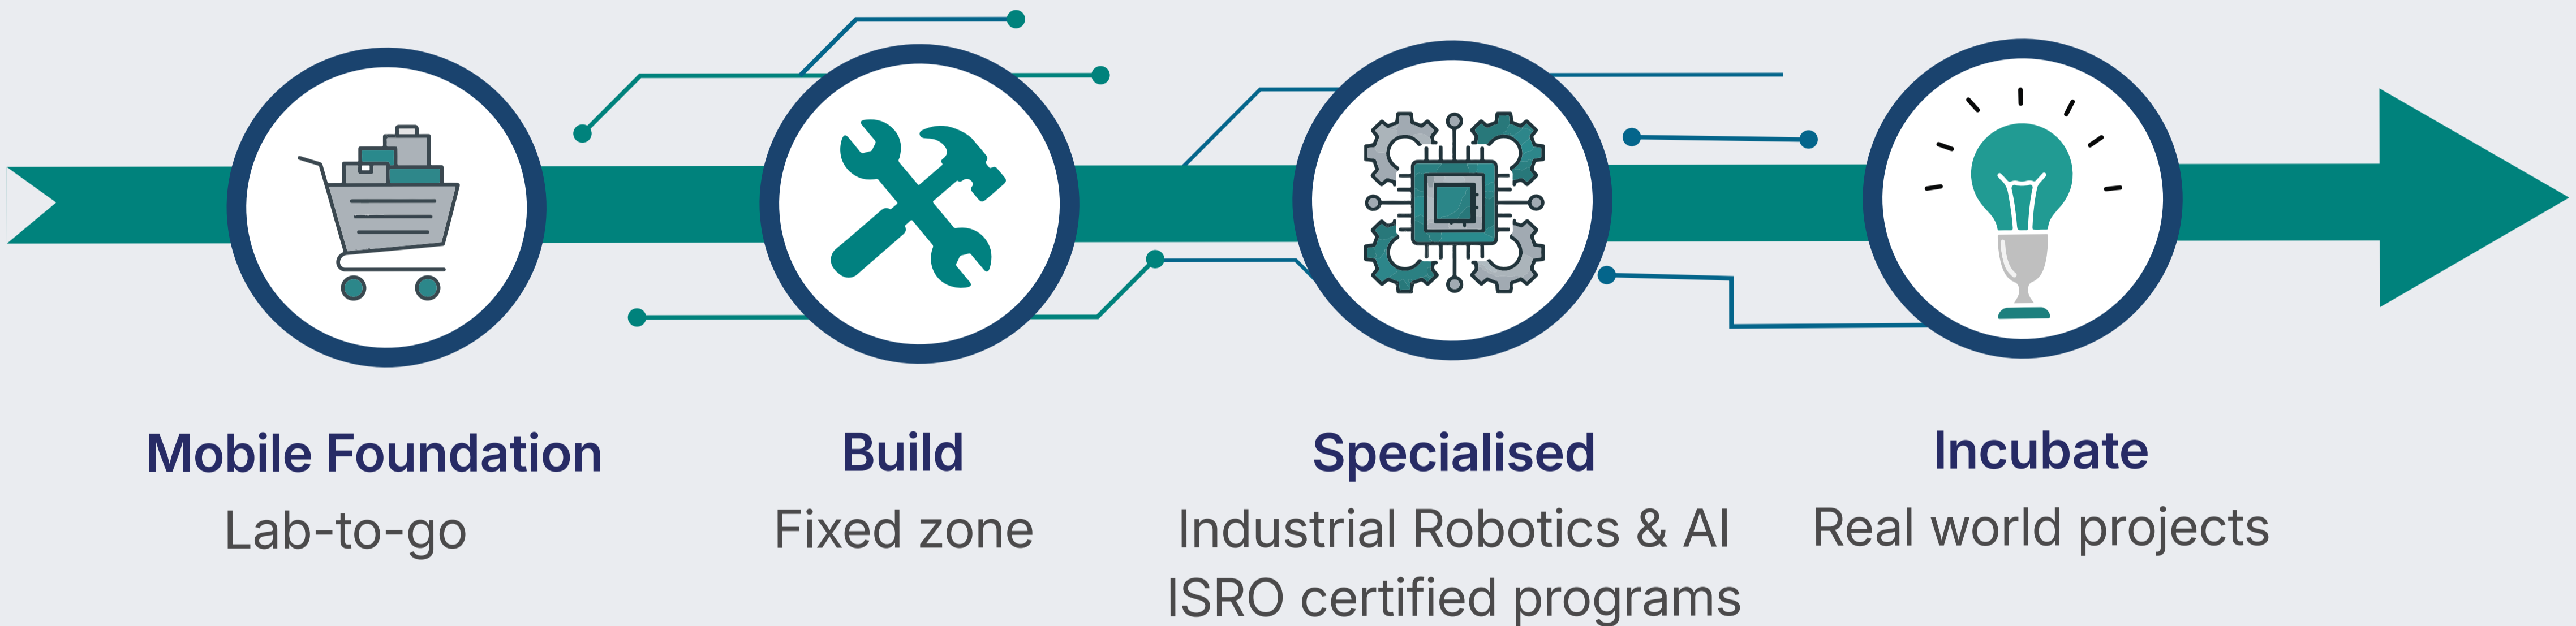 Mobile Foundation
Lab-to-go
Build
Fixed zone
Specialised
Industrial Robotics & AI
ISRO certified programs
Incubate
Real world projects